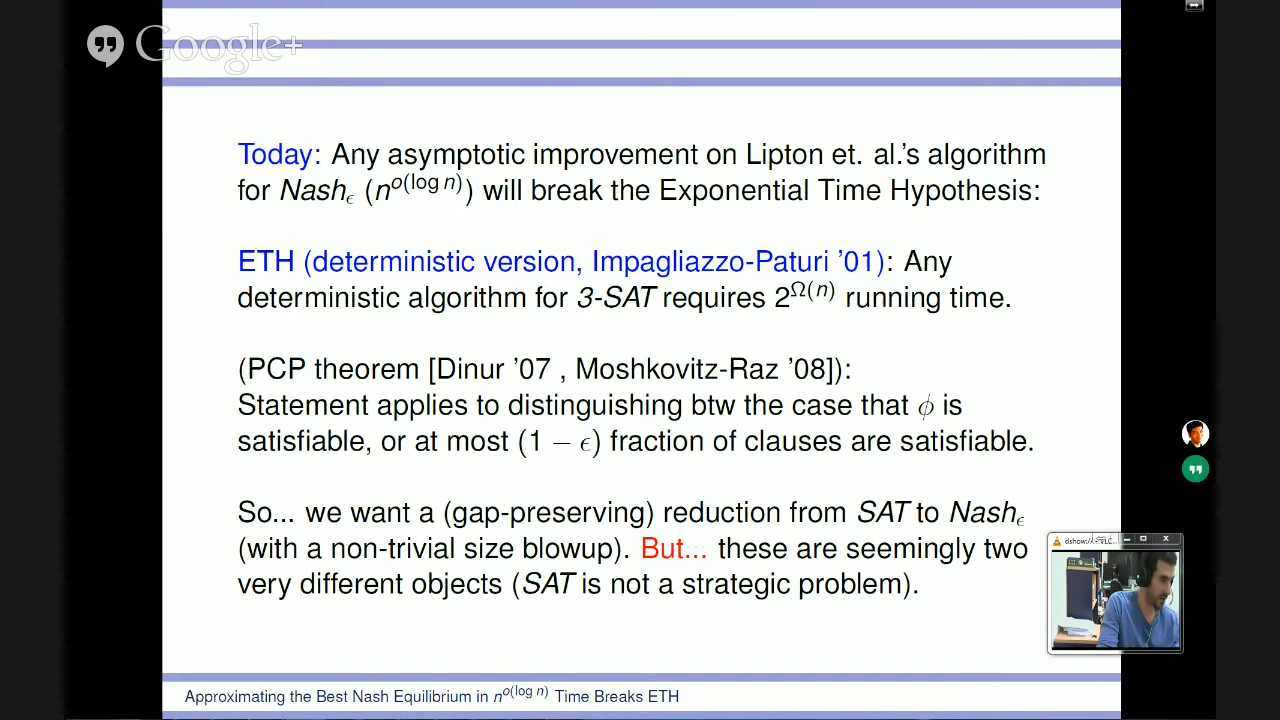 Google+
Today: Any asymptotic improvement on Lipton et. al.'s algorithm
for Nash_ϵ (n^{o(log n)}) will break the Exponential Time Hypothesis:
ETH (deterministic version, Impagliazzo-Paturi '01): Any
deterministic algorithm for 3-SAT requires 2^{Ω(n)} running time.
(PCP theorem [Dinur '07 , Moshkovitz-Raz '08]):
Statement applies to distinguishing btw the case that ϕ is
satisfiable, or at most (1 − ϵ) fraction of clauses are satisfiable.
So... we want a (gap-preserving) reduction from SAT to Nash_ϵ
(with a non-trivial size blowup). But... these are seemingly two
very different objects (SAT is not a strategic problem).
Approximating the Best Nash Equilibrium in n^{o(log n)} Time Breaks ETH